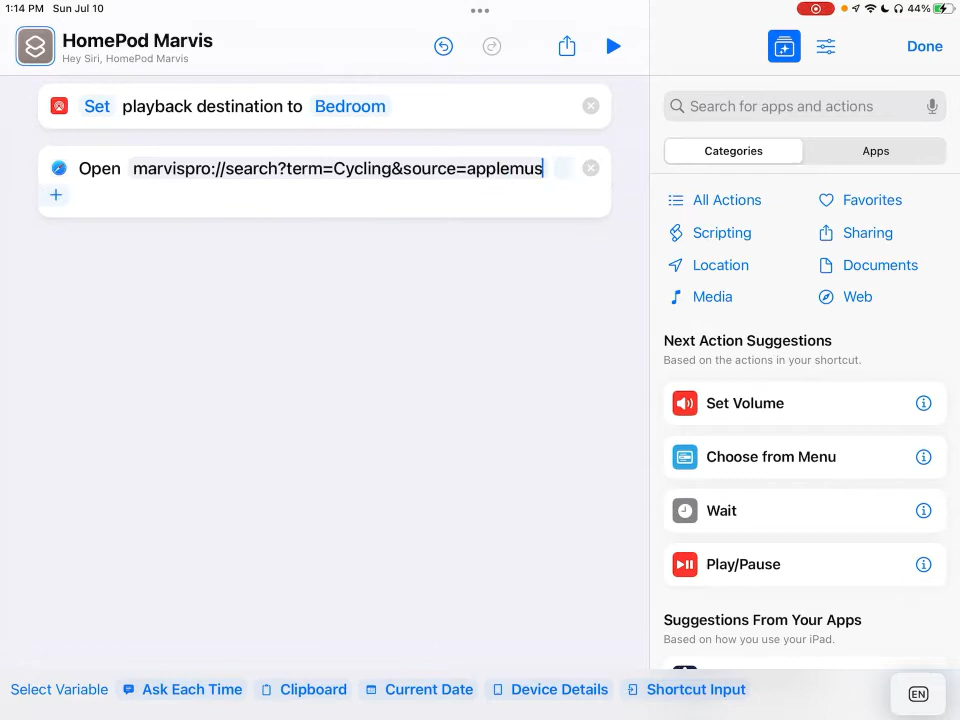 1:14 PM Sun Jul 10
44%
HomePod Marvis
Hey Siri, HomePod Marvis
Done
Set playback destination to Bedroom
Open marvispro://search?term=Cycling&source=applemus
Search for apps and actions
Categories
Apps
All Actions
Favorites
Scripting
Sharing
Location
Documents
Media
Web
Next Action Suggestions
Based on the actions in your shortcut.
Set Volume
Choose from Menu
Wait
Play/Pause
Suggestions From Your Apps
Based on how you use your iPad.
Select Variable
Ask Each Time
Clipboard
Current Date
Device Details
Shortcut Input
EN